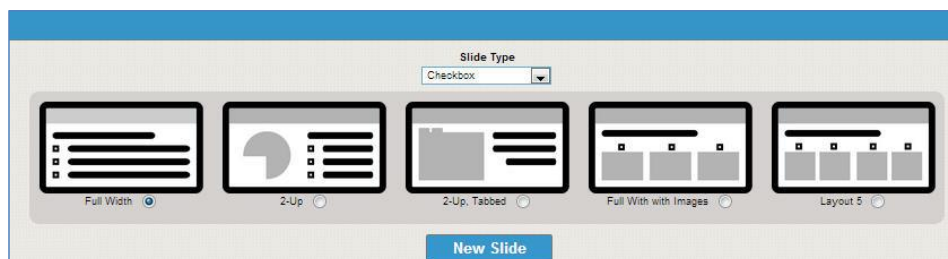 Slide Type
Checkbox
Full Width
2-Up
2-Up, Tabbed
Full With with Images
Layout 5
New Slide